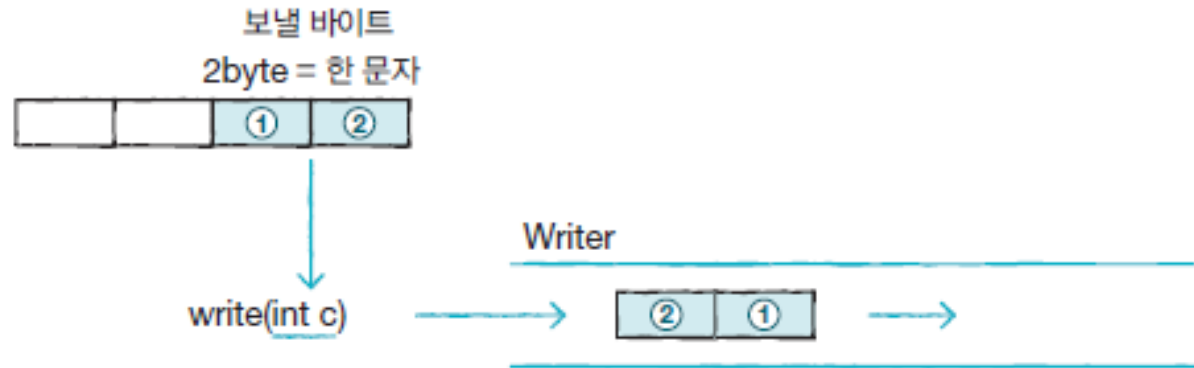 보낼 바이트
2byte = 한 문자
① ②
Writer
write(int c)
② ①